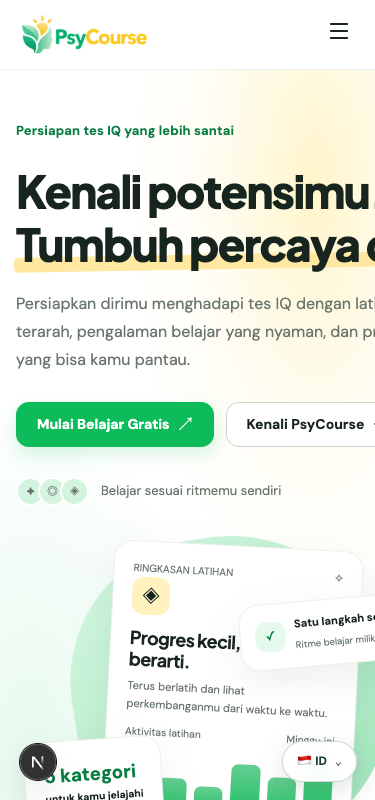 PsyCourse
Persiapan tes IQ yang lebih santai
Kenali potensimu.
Tumbuh percaya
Persiapkan dirimu menghadapi tes IQ dengan
terarah, pengalaman belajar yang nyaman, dan
yang bisa kamu pantau.
Mulai Belajar Gratis ↗
Kenali PsyCourse
Belajar sesuai ritmemu sendiri
RINGKASAN LATIHAN
Progres kecil,
berarti.
Satu langkah
Ritme belajar
Terus berlatih dan lihat
perkembanganmu dari waktu ke waktu.
Aktivitas latihan
Minggu ini
kategori
untuk kamu jelajahi
N
ID